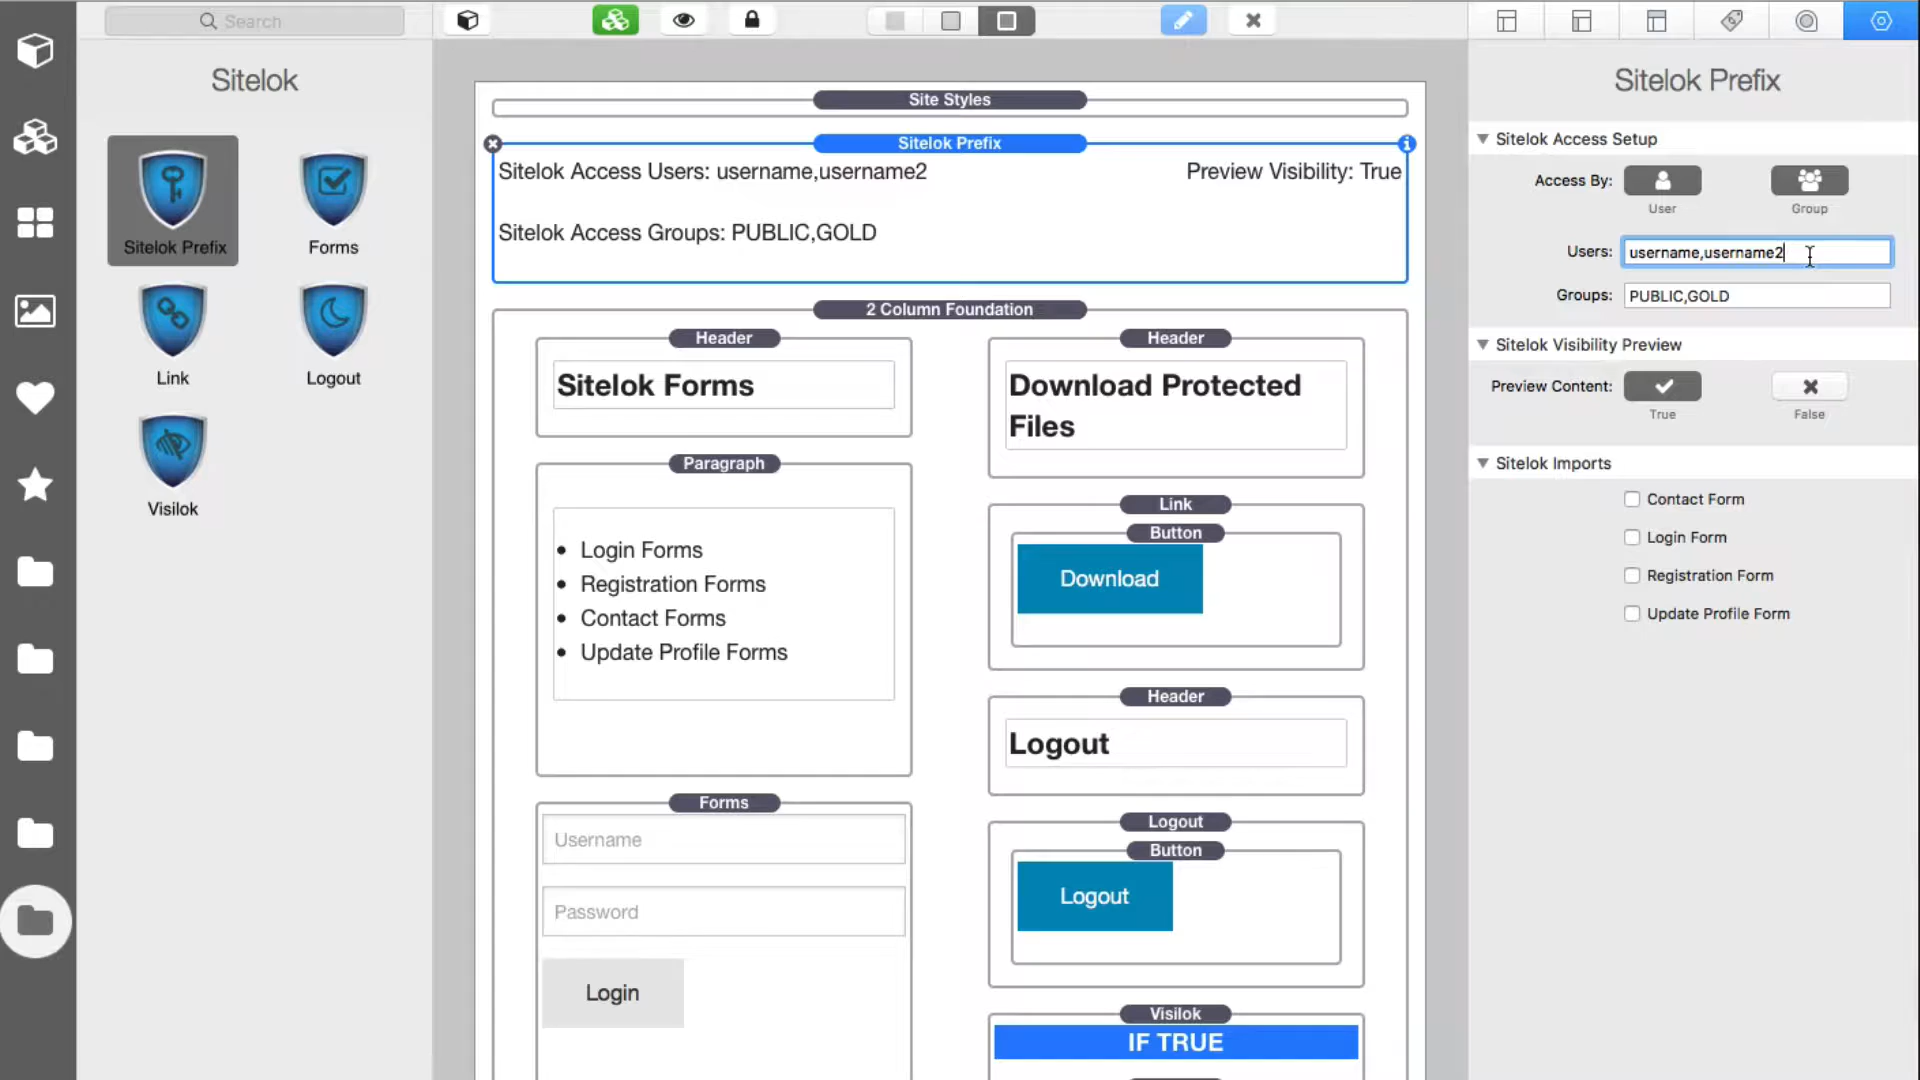 Search
Sitelok
Sitelok Prefix
Forms
Link
Logout
Visilok
Site Styles
Sitelok Prefix
Sitelok Access Users: username,username2
Preview Visibility: True
Sitelok Access Groups: PUBLIC,GOLD
2 Column Foundation
Header
Sitelok Forms
Paragraph
Login Forms
Registration Forms
Contact Forms
Update Profile Forms
Forms
Username
Password
Login
Header
Download Protected
Files
Link
Button
Download
Header
Logout
Logout
Button
Logout
Visilok
IF TRUE
Sitelok Prefix
Sitelok Access Setup
Access By:
User
Group
Users: username,username2
Groups: PUBLIC,GOLD
Sitelok Visibility Preview
Preview Content:
True
False
Sitelok Imports
Contact Form
Login Form
Registration Form
Update Profile Form